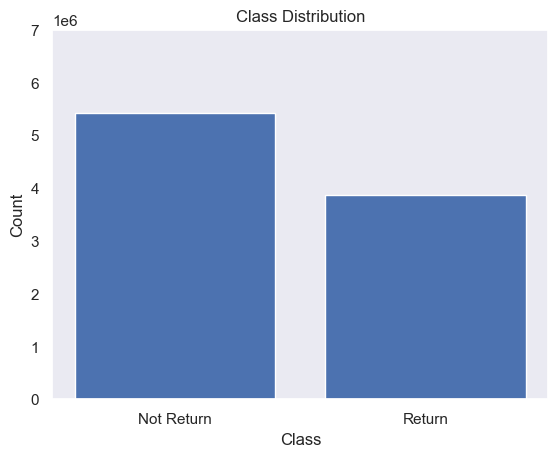 Class Distribution
1e6
7
6
5
4
3
2
1
0
Count
Not Return
Return
Class